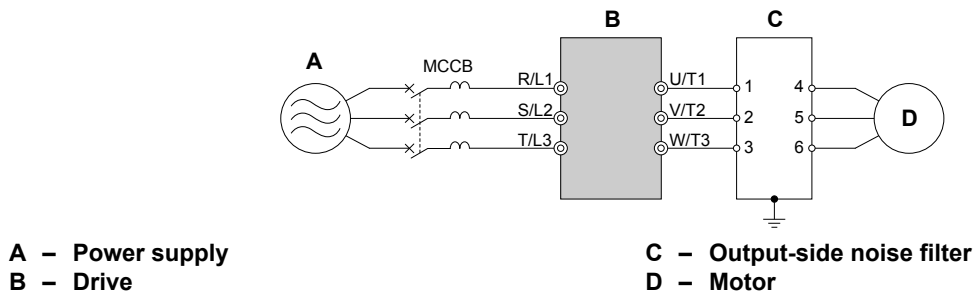 A
MCCB
B
C
R/L1
S/L2
T/L3
U/T1
V/T2
W/T3
1
2
3
4
5
6
D
A – Power supply
B – Drive
C – Output-side noise filter
D – Motor